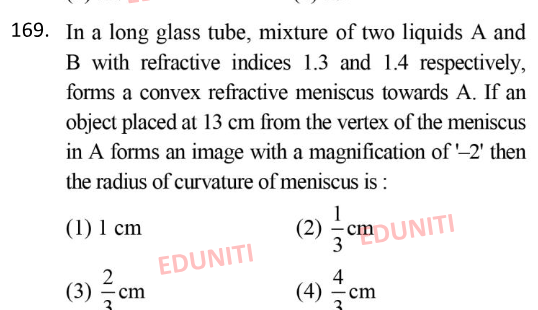 169. In a long glass tube, mixture of two liquids A and
B with refractive indices 1.3 and 1.4 respectively,
forms a convex refractive meniscus towards A. If an
object placed at 13 cm from the vertex of the meniscus
in A forms an image with a magnification of '–2' then
the radius of curvature of meniscus is :
(1) 1 cm (2) 1/3 cm
EDUNITI EDUNITI
(3) 2/3 cm (4) 4/3 cm